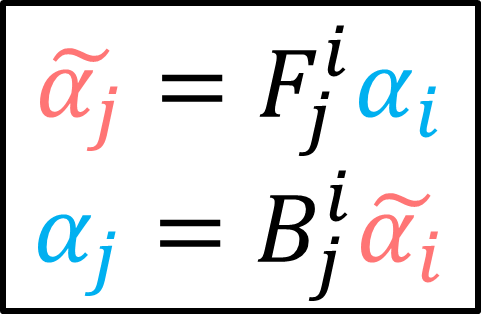 α̃ⱼ = Fⱼⁱ αᵢ
αⱼ = Bⱼⁱ α̃ᵢ